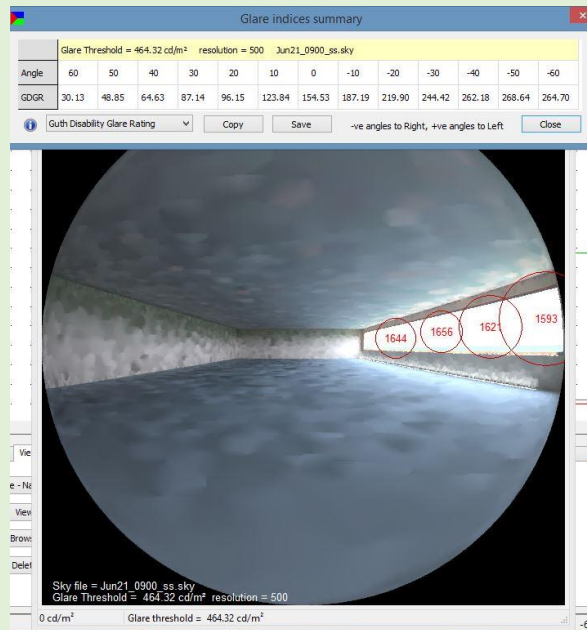 Glare indices summary
Glare Threshold = 464.32 cd/m² resolution = 500 Jun21_0900_ss.sky
Angle 60 50 40 30 20 10 0 -10 -20 -30 -40 -50 -60
GDGR 30.13 48.85 64.63 87.14 96.15 123.84 154.53 187.19 219.90 244.42 262.18 268.64 264.70
Guth Disability Glare Rating Copy Save -ve angles to Right, +ve angles to Left Close
1644 1656 1621 1593
Vie
e - Na
View
Brows
Delet
Sky file = Jun21_0900_ss.sky
Glare Threshold = 464.32 cd/m² resolution = 500
0 cd/m² Glare threshold = 464.32 cd/m²